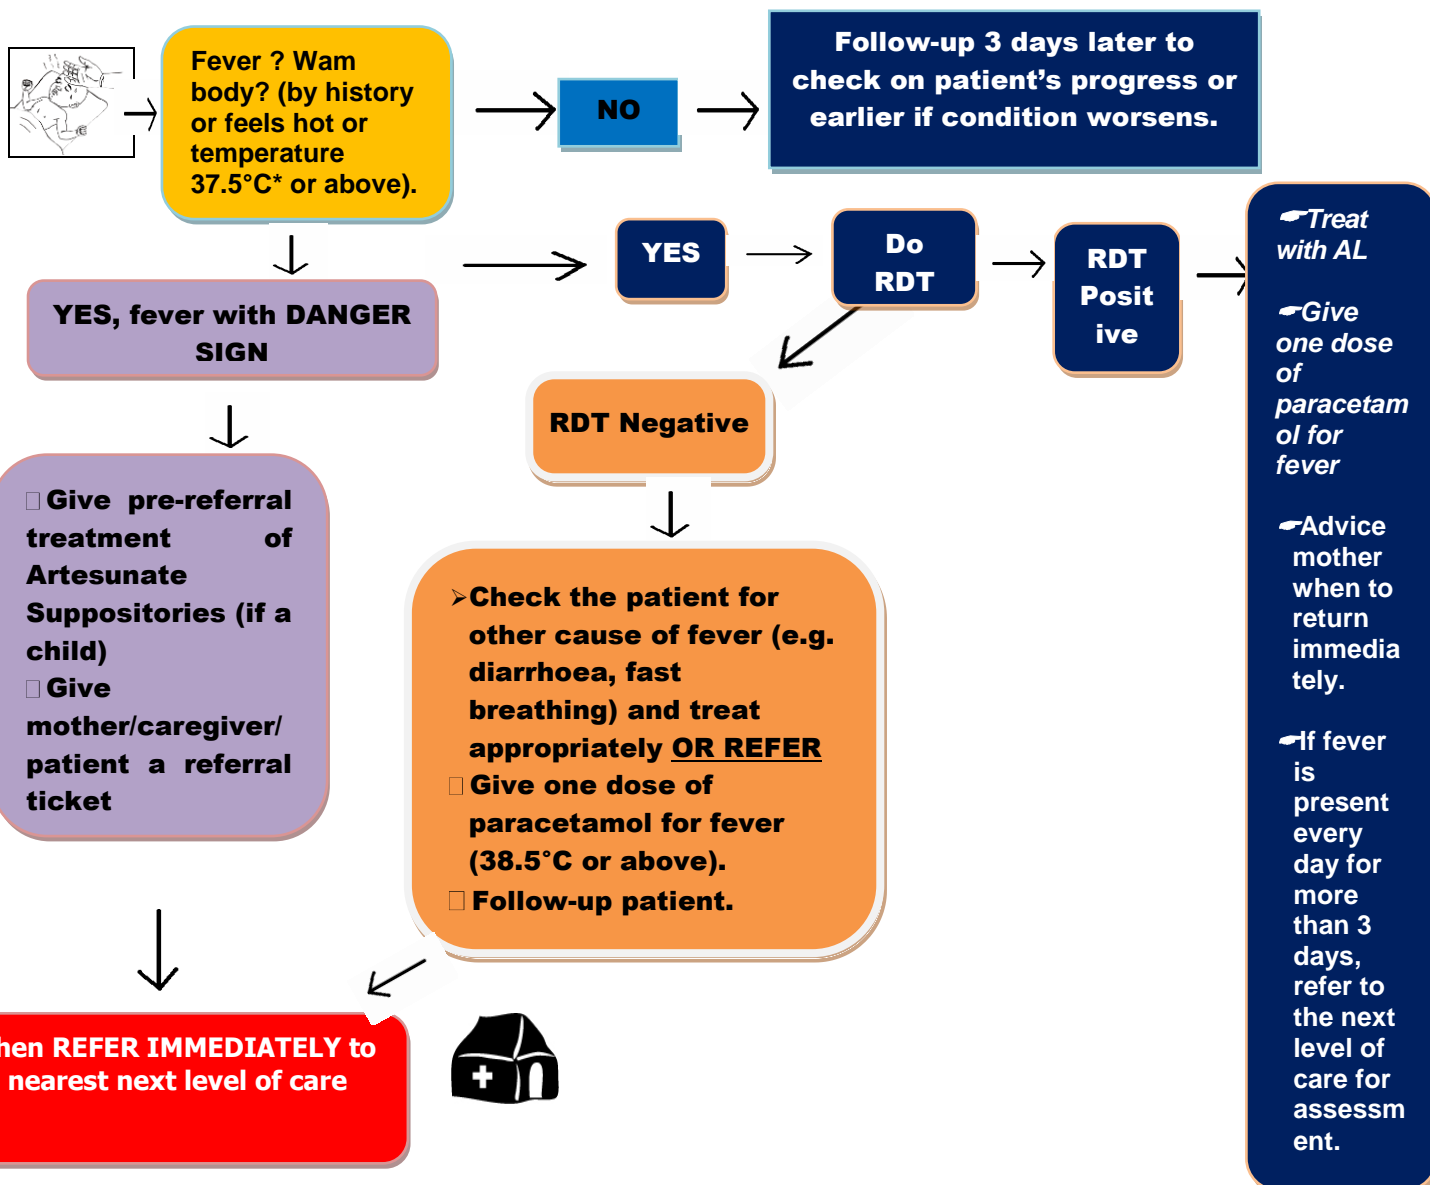 Fever ? Wam
body? (by history
or feels hot or
temperature
37.5°C* or above).
NO
Follow-up 3 days later to
check on patient’s progress or
earlier if condition worsens.
YES
Do
RDT
RDT
Posit
ive
☛Treat
with AL
☛Give
one dose
of
paracetam
ol for
fever
☛Advice
mother
when to
return
immedia
tely.
☛If fever
is
present
every
day for
more
than 3
days,
refer to
the next
level of
care for
assessm
ent.
YES, fever with DANGER
SIGN
RDT Negative
□ Give pre-referral
treatment of
Artesunate
Suppositories (if a
child)
□ Give
mother/caregiver/
patient a referral
ticket
➢Check the patient for
other cause of fever (e.g.
diarrhoea, fast
breathing) and treat
appropriately OR REFER
□ Give one dose of
paracetamol for fever
(38.5°C or above).
□ Follow-up patient.
hen REFER IMMEDIATELY to
nearest next level of care